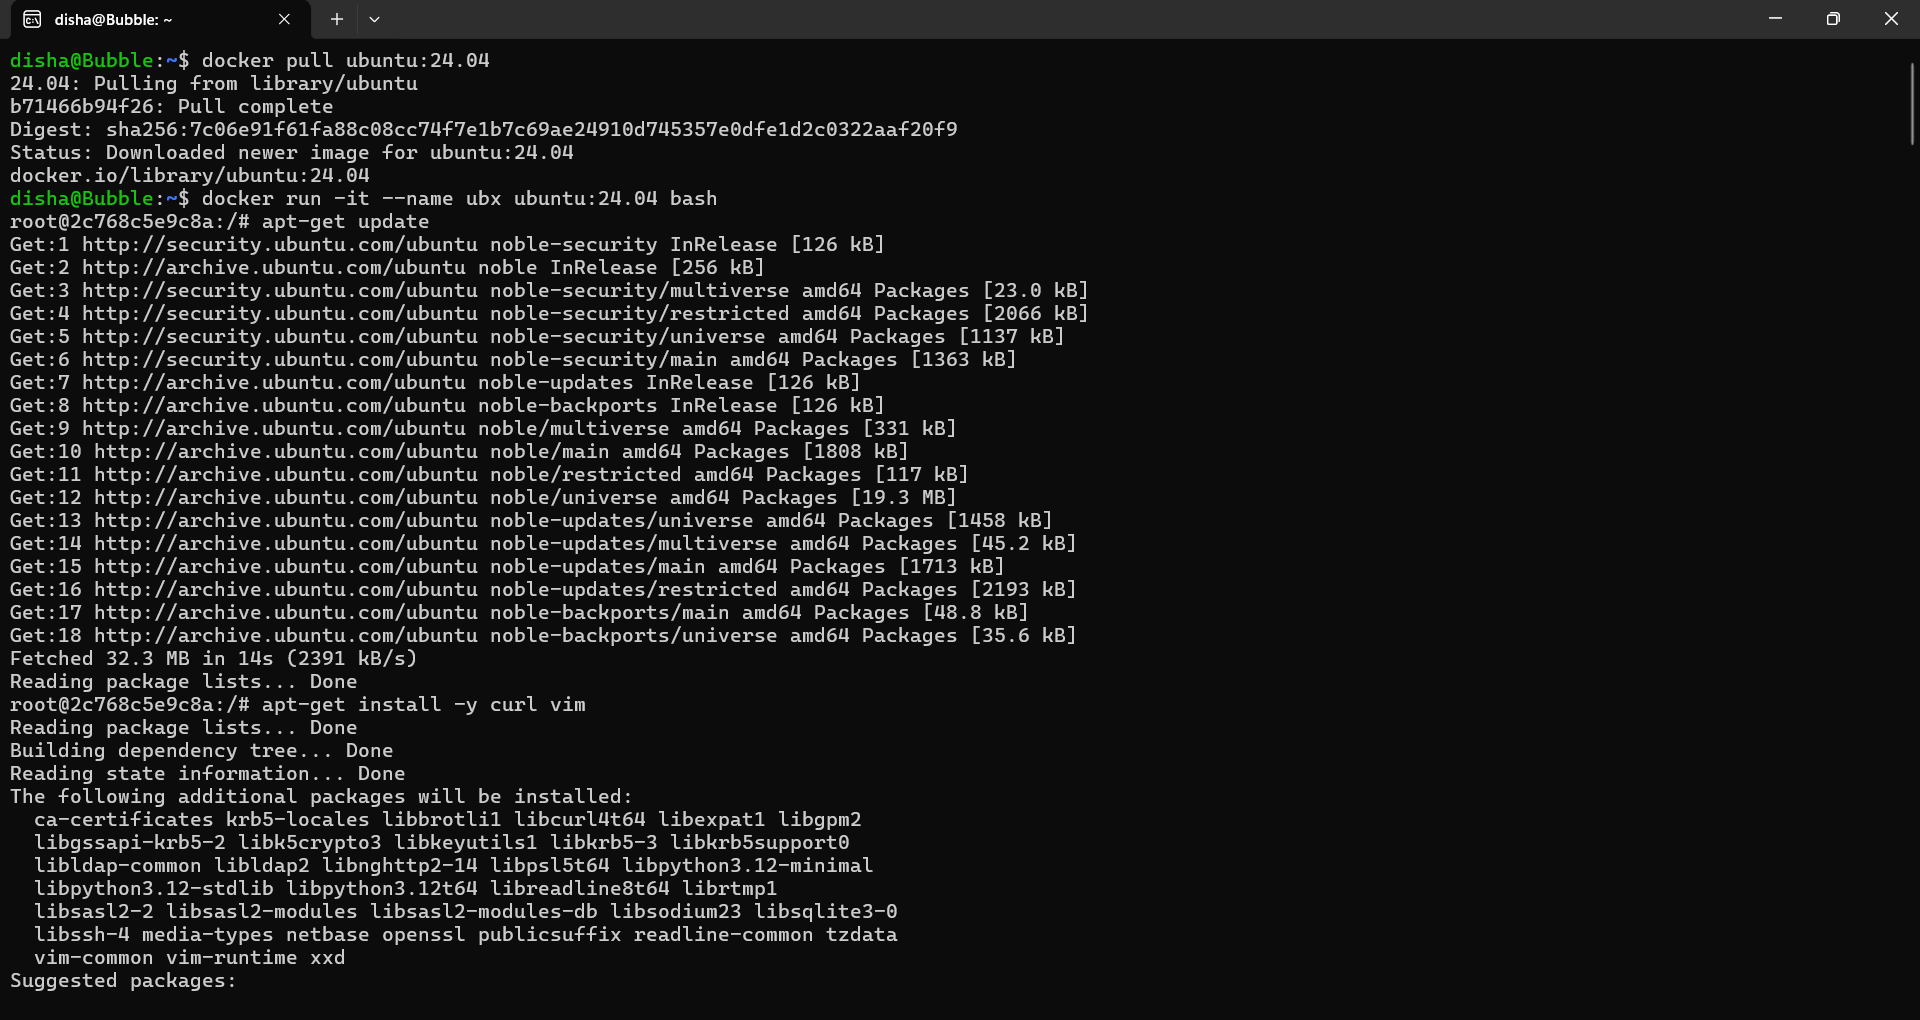 disha@Bubble: ~
disha@Bubble:~$ docker pull ubuntu:24.04
24.04: Pulling from library/ubuntu
b71466b94f26: Pull complete
Digest: sha256:7c06e91f61fa88c08cc74f7e1b7c69ae24910d745357e0dfe1d2c0322aaf20f9
Status: Downloaded newer image for ubuntu:24.04
docker.io/library/ubuntu:24.04
disha@Bubble:~$ docker run -it --name ubx ubuntu:24.04 bash
root@2c768c5e9c8a:/# apt-get update
Get:1 http://security.ubuntu.com/ubuntu noble-security InRelease [126 kB]
Get:2 http://archive.ubuntu.com/ubuntu noble InRelease [256 kB]
Get:3 http://security.ubuntu.com/ubuntu noble-security/multiverse amd64 Packages [23.0 kB]
Get:4 http://security.ubuntu.com/ubuntu noble-security/restricted amd64 Packages [2066 kB]
Get:5 http://security.ubuntu.com/ubuntu noble-security/universe amd64 Packages [1137 kB]
Get:6 http://security.ubuntu.com/ubuntu noble-security/main amd64 Packages [1363 kB]
Get:7 http://archive.ubuntu.com/ubuntu noble-updates InRelease [126 kB]
Get:8 http://archive.ubuntu.com/ubuntu noble-backports InRelease [126 kB]
Get:9 http://archive.ubuntu.com/ubuntu noble/multiverse amd64 Packages [331 kB]
Get:10 http://archive.ubuntu.com/ubuntu noble/main amd64 Packages [1808 kB]
Get:11 http://archive.ubuntu.com/ubuntu noble/restricted amd64 Packages [117 kB]
Get:12 http://archive.ubuntu.com/ubuntu noble/universe amd64 Packages [19.3 MB]
Get:13 http://archive.ubuntu.com/ubuntu noble-updates/universe amd64 Packages [1458 kB]
Get:14 http://archive.ubuntu.com/ubuntu noble-updates/multiverse amd64 Packages [45.2 kB]
Get:15 http://archive.ubuntu.com/ubuntu noble-updates/main amd64 Packages [1713 kB]
Get:16 http://archive.ubuntu.com/ubuntu noble-updates/restricted amd64 Packages [2193 kB]
Get:17 http://archive.ubuntu.com/ubuntu noble-backports/main amd64 Packages [48.8 kB]
Get:18 http://archive.ubuntu.com/ubuntu noble-backports/universe amd64 Packages [35.6 kB]
Fetched 32.3 MB in 14s (2391 kB/s)
Reading package lists... Done
root@2c768c5e9c8a:/# apt-get install -y curl vim
Reading package lists... Done
Building dependency tree... Done
Reading state information... Done
The following additional packages will be installed:
  ca-certificates krb5-locales libbrotli1 libcurl4t64 libexpat1 libgpm2
  libgssapi-krb5-2 libk5crypto3 libkeyutils1 libkrb5-3 libkrb5support0
  libldap-common libldap2 libnghttp2-14 libpsl5t64 libpython3.12-minimal
  libpython3.12-stdlib libpython3.12t64 libreadline8t64 librtmp1
  libsasl2-2 libsasl2-modules libsasl2-modules-db libsodium23 libsqlite3-0
  libssh-4 media-types netbase openssl publicsuffix readline-common tzdata
  vim-common vim-runtime xxd
Suggested packages: